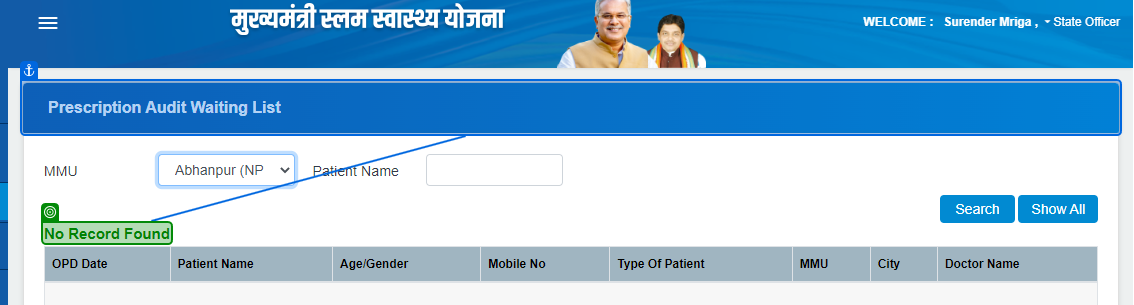 मुख्यमंत्री स्लम स्वास्थ्य योजना
WELCOME : Surender Mriga , State Officer
Prescription Audit Waiting List
MMU Abhanpur (NP Patient Name
Search Show All
No Record Found
OPD Date Patient Name Age/Gender Mobile No Type Of Patient MMU City Doctor Name